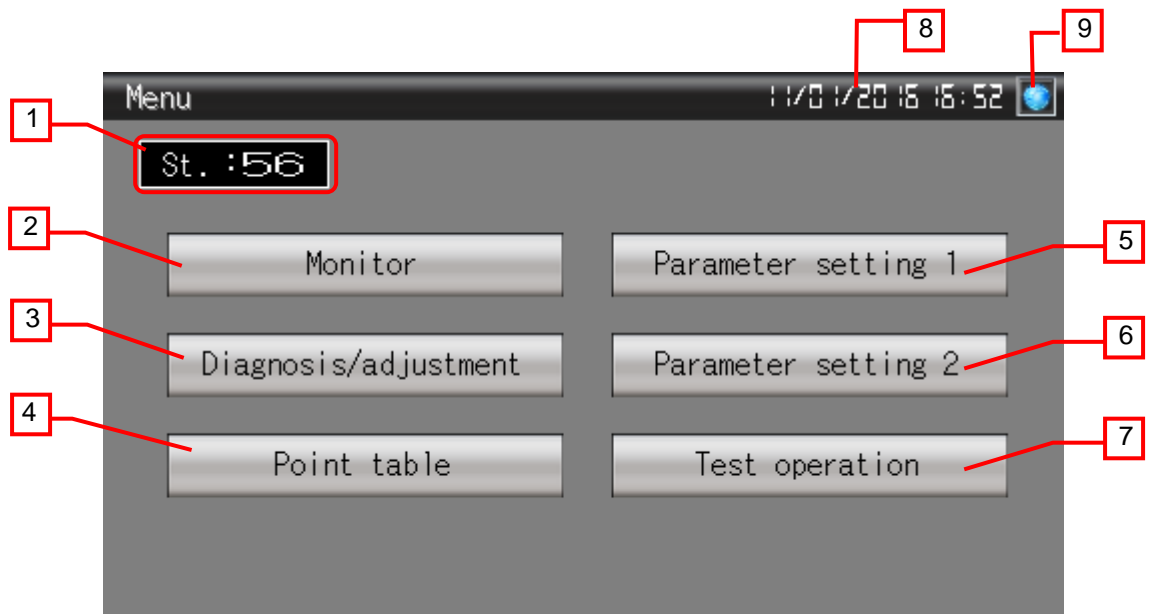 8 9
Menu 11/01/2016 16:52
1
St. :56
2 Monitor Parameter setting 1 5
3 Diagnosis/adjustment Parameter setting 2 6
4 Point table Test operation 7